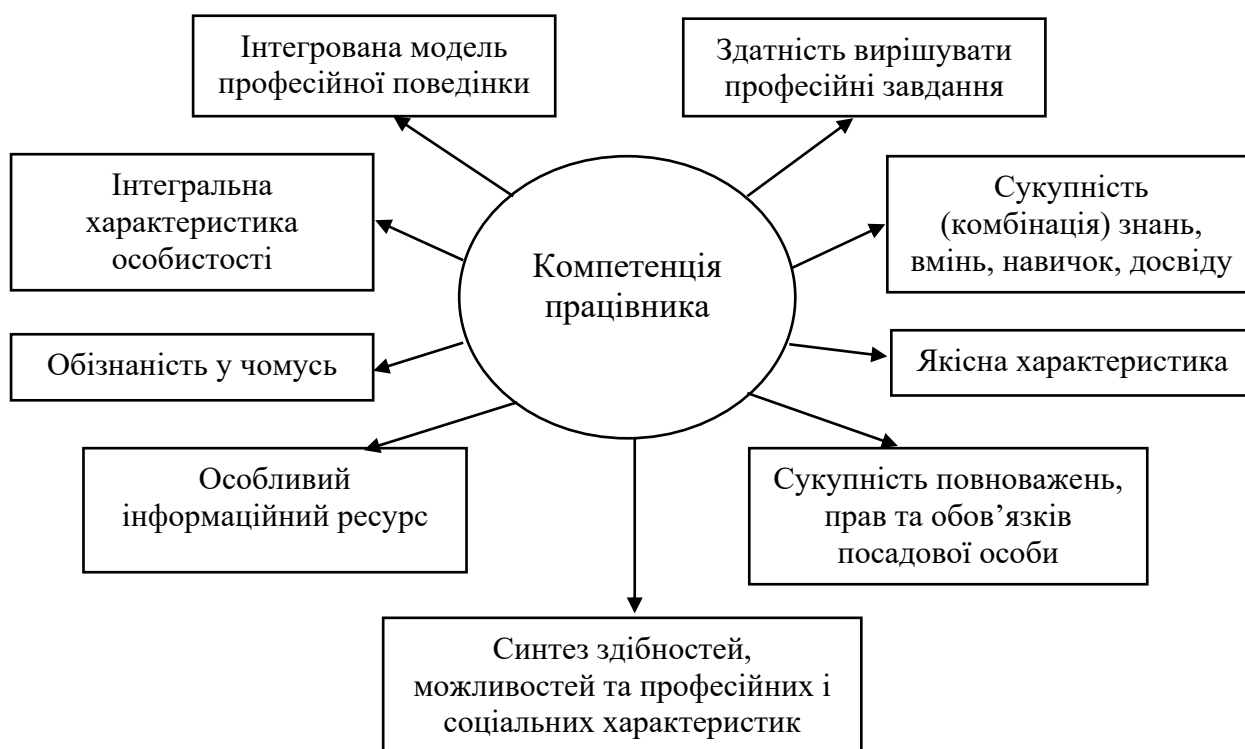 Інтегрована модель
професійної поведінки
Здатність вирішувати
професійні завдання
Інтегральна
характеристика
особистості
Компетенція
працівника
Сукупність
(комбінація) знань,
вмінь, навичок, досвіду
Обізнаність у чомусь
Якісна характеристика
Особливий
інформаційний ресурс
Сукупність повноважень,
прав та обов’язків
посадової особи
Синтез здібностей,
можливостей та професійних і
соціальних характеристик